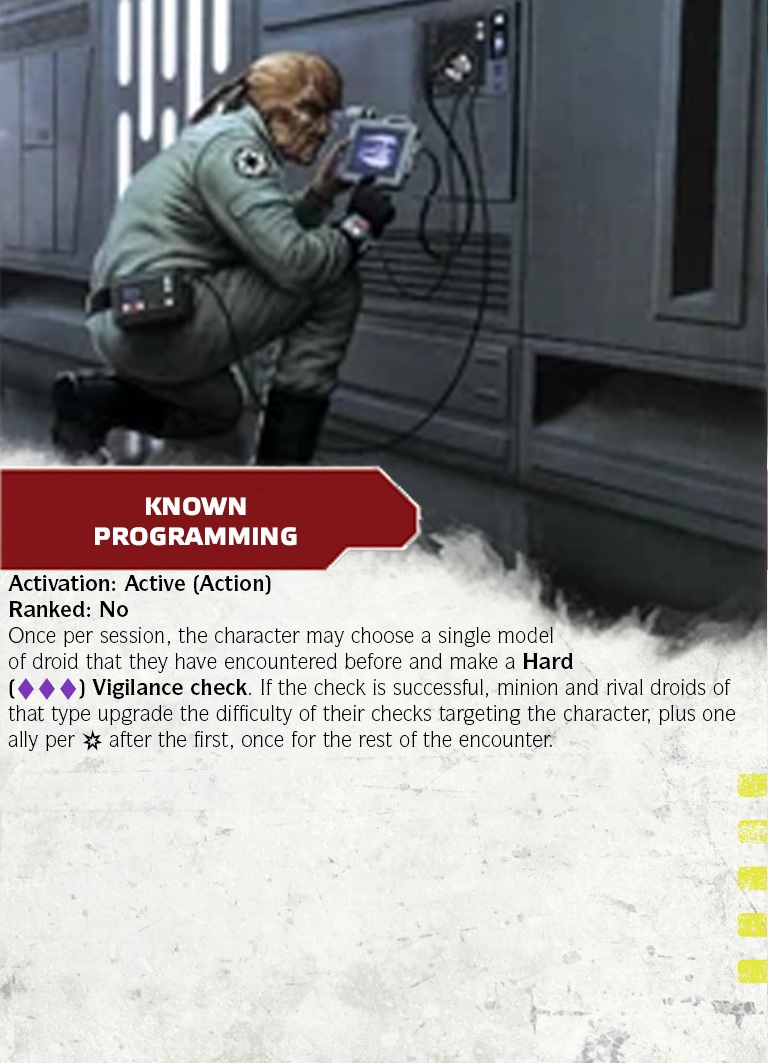 KNOWN
PROGRAMMING
Activation: Active (Action)
Ranked: No
Once per session, the character may choose a single model
of droid that they have encountered before and make a Hard
(♦♦♦) Vigilance check. If the check is successful, minion and rival droids of
that type upgrade the difficulty of their checks targeting the character, plus one
ally per after the first, once for the rest of the encounter.